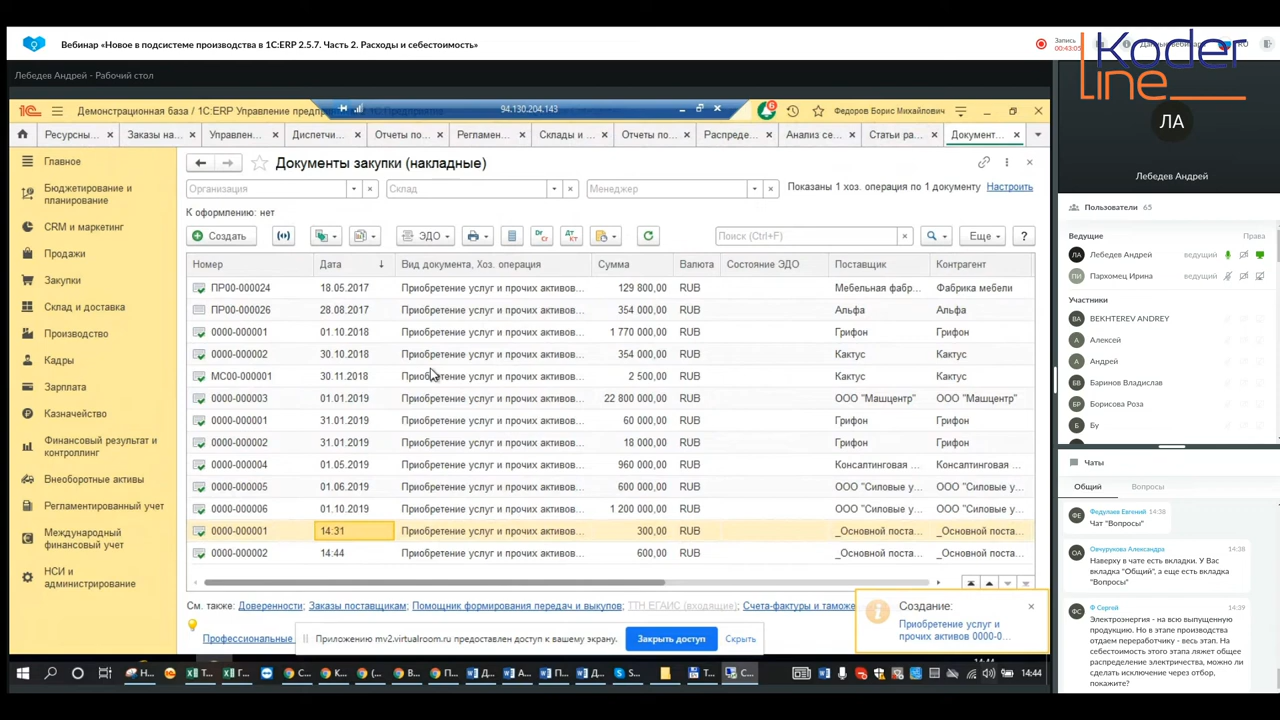 Вебинар «Новое в подсистеме производства в 1С:ERP 2.5.7. Часть 2. Расходы и себестоимость»
Запись
43:05
RU
Koder
line
Лебедев Андрей - Рабочий стол
Демонстрационая база / 1С:ERP Управление предпр
94.130.204.143
6
Федоров Борис Михайлович
Ресурсны...
Заказы на...
Управлен...
Диспетчи...
Отчеты по...
Регламен...
Склады и ...
Отчеты по...
Распреде...
Анализ се...
Статьи ра...
Документ...
ЛА
Лебедев Андрей
Главное
Бюджетирование и
планирование
CRM и маркетинг
Продажи
Закупки
Склад и доставка
Производство
Кадры
Зарплата
Казначейство
Финансовый результат и
контроллинг
Внеоборотные активы
Регламентированный учет
Международный
финансовый учет
НСИ и
администрирование
Документы закупки (накладные)
Организация
Склад
Менеджер
Показаны 1 хоз. операция по 1 документу
Настроить
К оформлению: нет
Создать
ЭДО
Поиск (Ctrl+F)
Еще
?
Номер Дата Вид документа, Хоз. операция Сумма Валюта Состояние ЭДО Поставщик Контрагент
ПР00-000024 18.05.2017 Приобретение услуг и прочих активов... 129 800,00 RUB Мебельная фабр... Фабрика мебели
ПР00-000026 28.08.2017 Приобретение услуг и прочих активов... 354 000,00 RUB Альфа Альфа
0000-000001 01.10.2018 Приобретение услуг и прочих активов... 1 770 000,00 RUB Грифон Грифон
0000-000002 30.10.2018 Приобретение услуг и прочих активов... 354 000,00 RUB Кактус Кактус
МС00-000001 30.11.2018 Приобретение услуг и прочих активов... 2 500,00 RUB Кактус Кактус
0000-000003 01.01.2019 Приобретение услуг и прочих активов... 22 800 000,00 RUB ООО "Машцентр" ООО "Машцентр"
0000-000001 31.01.2019 Приобретение услуг и прочих активов... 60 000,00 RUB Грифон Грифон
0000-000002 31.01.2019 Приобретение услуг и прочих активов... 18 000,00 RUB Грифон Грифон
0000-000004 01.05.2019 Приобретение услуг и прочих активов... 960 000,00 RUB Консалтинговая ... Консалтинговая ...
0000-000005 01.06.2019 Приобретение услуг и прочих активов... 600 000,00 RUB ООО "Силовые у... ООО "Силовые у...
0000-000006 01.10.2019 Приобретение услуг и прочих активов... 1 200 000,00 RUB ООО "Силовые у... ООО "Силовые у...
0000-000001 14:31 Приобретение услуг и прочих активов... 300,00 RUB _Основной поста... _Основной поста...
0000-000002 14:44 Приобретение услуг и прочих активов... 600,00 RUB _Основной поста... _Основной поста...
См. также: Доверенности, Заказы поставщикам, Помощник формирования передач и выкупов, ТТН ЕГАИС (входящие), Счета-фактуры и таможе
Профессиональные
Приложению mv2.virtualroom.ru предоставлен доступ к вашему экрану.
Закрыть доступ
Скрыть
Создание:
Приобретение услуг и
прочих активов 0000-0...
14:44
Пользователи 65
Ведущие
Права
ЛА Лебедев Андрей ведущий
ПИ Пархомец Ирина ведущий
Участники
BA BEKHTEREV ANDREY
А Алексей
А Андрей
БВ Баринов Владислав
БР Борисова Роза
Б Бу
Чаты
Общий
Вопросы
ФЕ Федулаев Евгений 14:38
Чат "Вопросы"
ОА Овчурукова Александра 14:38
Наверху в чате есть вкладки. У Вас
вкладка "Общий", а еще есть вкладка
"Вопросы"
ФС Ф Сергей 14:39
Электроэнергия - на всю выпущенную
продукцию. Но в этапе производства
отдаем переработчику - весь этап. На
себестоимость этого этапа ляжет общее
распределение электричества, можно ли
сделать исключение через отбор,
покажите?